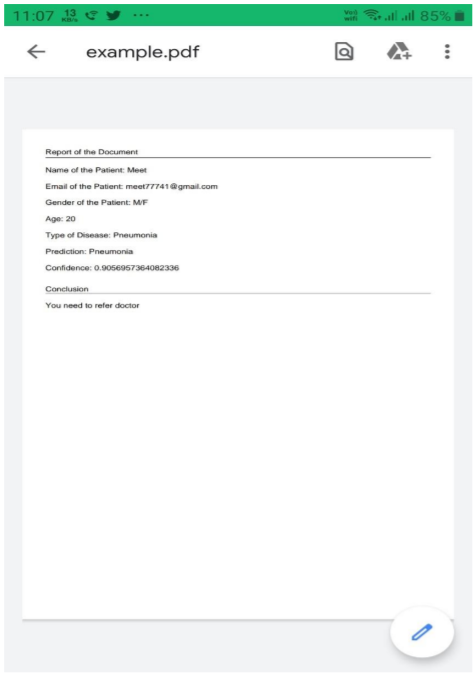 11:07 13 KB/s ... Vo5 wifi 85%
example.pdf
Report of the Document
Name of the Patient: Meet
Email of the Patient: meet77741@gmail.com
Gender of the Patient: M/F
Age: 20
Type of Disease: Pneumonia
Prediction: Pneumonia
Confidence: 0.9056957364082336
Conclusion
You need to refer doctor